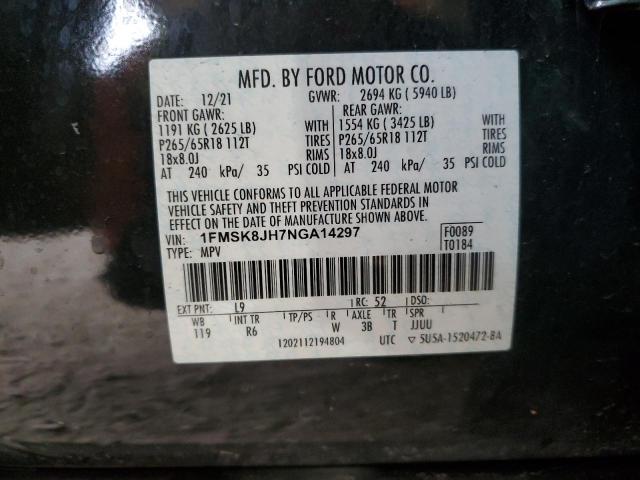 MFD. BY FORD MOTOR CO.
DATE: 12/21 GVWR: 2694 KG ( 5940 LB)
FRONT GAWR: REAR GAWR:
1191 KG ( 2625 LB) WITH 1554 KG ( 3425 LB) WITH
P265/65R18 112T TIRES P265/65R18 112T TIRES
18x8.0J RIMS 18x8.0J RIMS
AT 240 kPa/ 35 PSI COLD AT 240 kPa/ 35 PSI COLD
THIS VEHICLE CONFORMS TO ALL APPLICABLE FEDERAL MOTOR
VEHICLE SAFETY AND THEFT PREVENTION STANDARDS IN
EFFECT ON THE DATE OF MANUFACTURE SHOWN ABOVE.
VIN: 1FMSK8JH7NGA14297 F0089
TYPE: MPV T0184
EXT PNT: L9 RC: 52 DSO:
WB INT TR TP/PS R AXLE TR SPR
119 R6 W 3B T JJUU
1202112194804 UTC ▽ 5U5A-1520472-BA